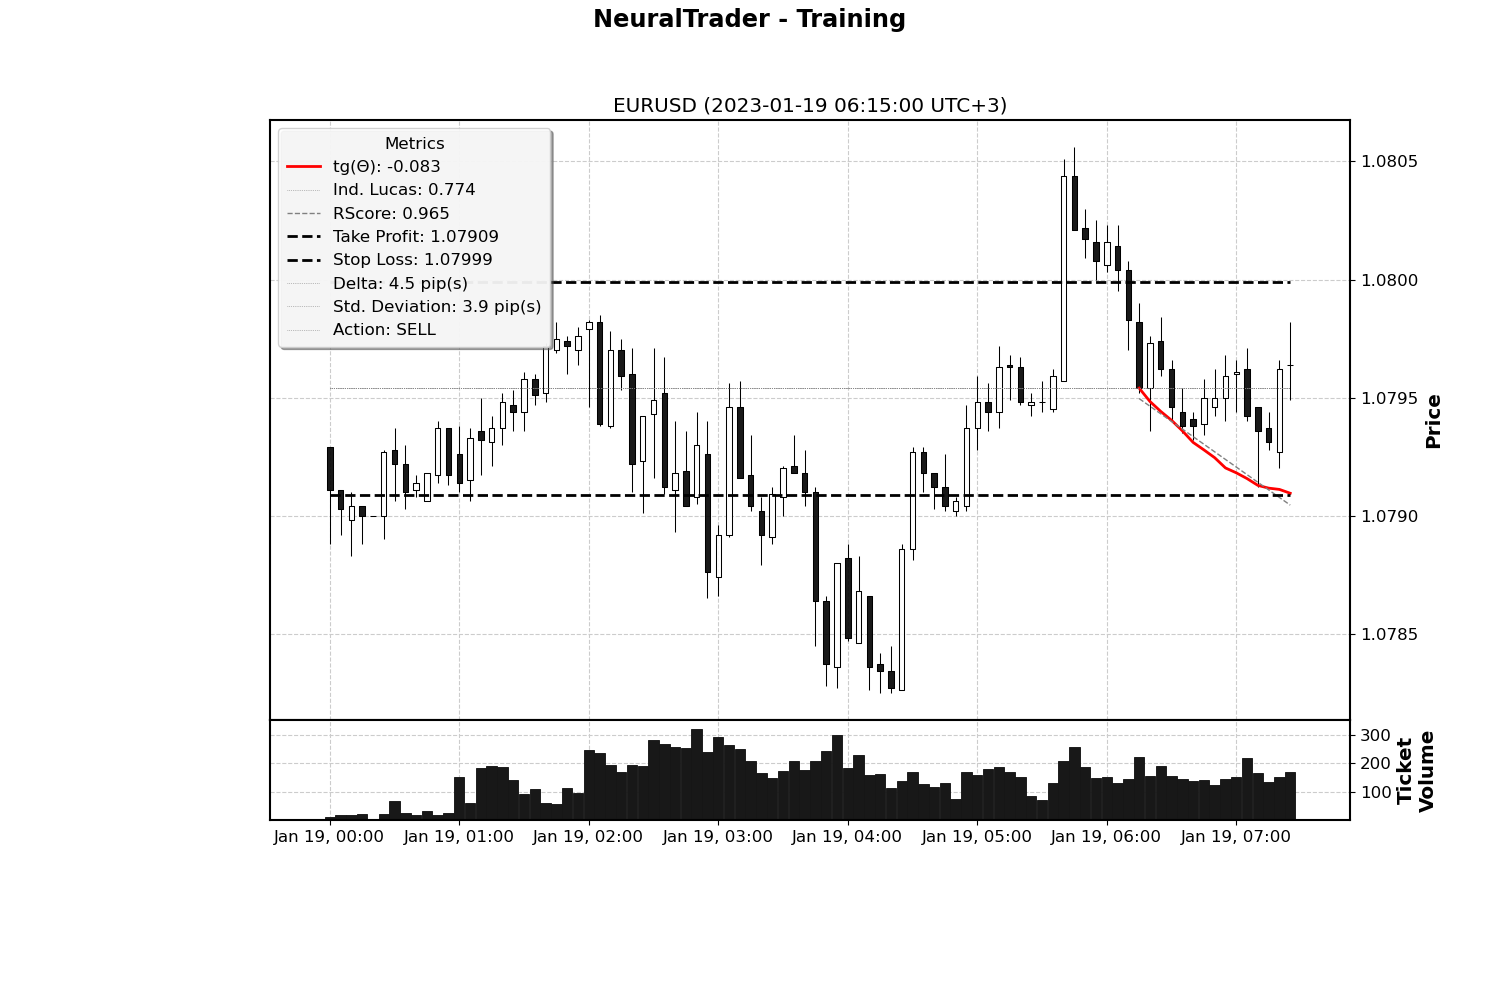 NeuralTrader - Training
EURUSD (2023-01-19 06:15:00 UTC+3)
Metrics
tg(Θ): -0.083
Ind. Lucas: 0.774
RScore: 0.965
Take Profit: 1.07909
Stop Loss: 1.07999
Delta: 4.5 pip(s)
Std. Deviation: 3.9 pip(s)
Action: SELL
1.0805
1.0800
1.0795
1.0790
1.0785
Price
300
200
100
Ticket
Volume
Jan 19, 00:00
Jan 19, 01:00
Jan 19, 02:00
Jan 19, 03:00
Jan 19, 04:00
Jan 19, 05:00
Jan 19, 06:00
Jan 19, 07:00